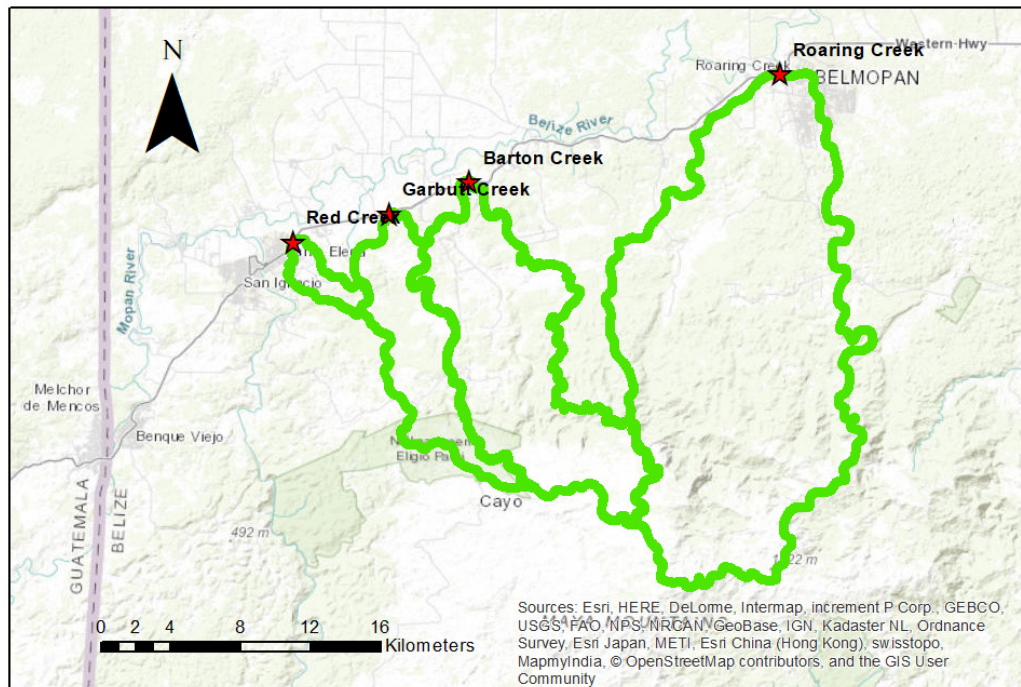 N
Roaring Creek
Western-Hwy
Roaring Creek
BELMOPAN
Belize River
Barton Creek
Garbutt Creek
Red Creek
Elena
San Ignacio
Mopan River
Melchor
de Mencos
Benque Viejo
Eligio
Cayo
492 m
GUATEMALA
BELIZE
0 2 4 8 12 16
Kilometers
Sources: Esri, HERE, DeLorme, Intermap, increment P Corp., GEBCO,
USGS, FAO, NPS, NRCAN, GeoBase, IGN, Kadaster NL, Ordnance
Survey, Esri Japan, METI, Esri China (Hong Kong), swisstopo,
MapmyIndia, © OpenStreetMap contributors, and the GIS User
Community